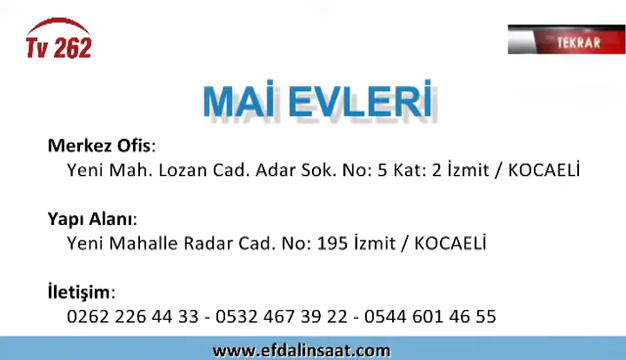 Tv 262
TEKRAR
MAİ EVLERİ
Merkez Ofis:
Yeni Mah. Lozan Cad. Adar Sok. No: 5 Kat: 2 İzmit / KOCAELİ
Yapı Alanı:
Yeni Mahalle Radar Cad. No: 195 İzmit / KOCAELİ
İletişim:
0262 226 44 33 - 0532 467 39 22 - 0544 601 46 55
www.efdalinsaat.com